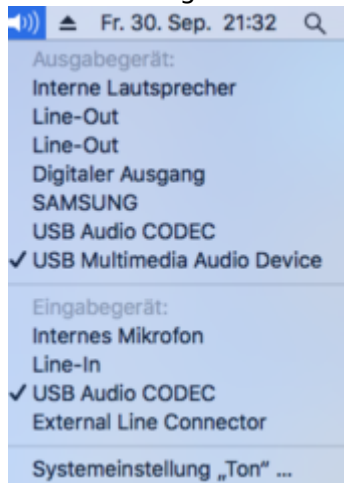 Fr. 30. Sep. 21:32
Ausgabegerät:
Interne Lautsprecher
Line-Out
Line-Out
Digitaler Ausgang
SAMSUNG
USB Audio CODEC
✓ USB Multimedia Audio Device
Eingabegerät:
Internes Mikrofon
Line-In
✓ USB Audio CODEC
External Line Connector
Systemeinstellung „Ton“ ...